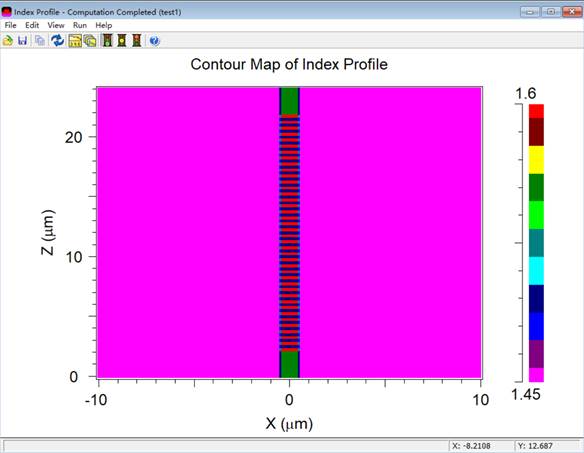 Index Profile - Computation Completed (test1)
File Edit View Run Help
Contour Map of Index Profile
1.6
20
Z (μm)
10
0
1.45
-10 0 10
X (μm)
X: -8.2108 Y: 12.687